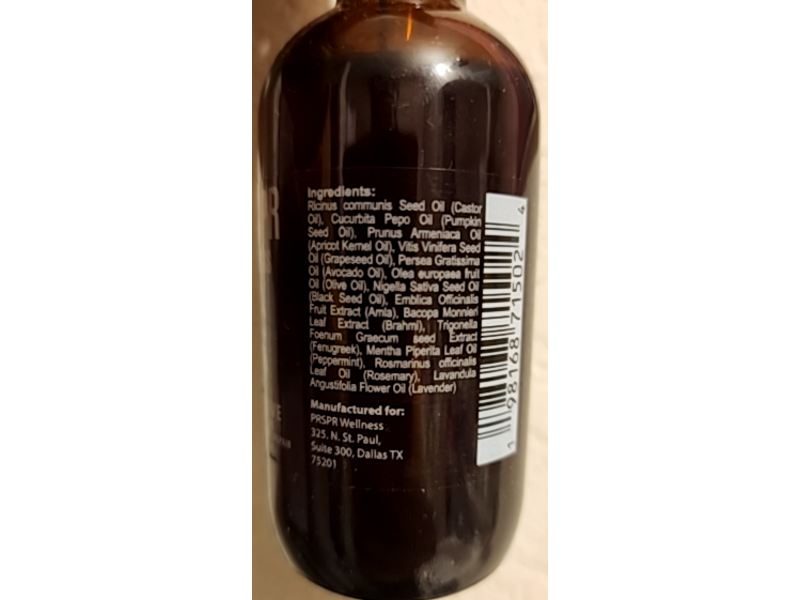 Ingredients:
Ricinus communis Seed Oil (Castor
Oil), Cucurbita Pepo Oil (Pumpkin
Seed Oil), Prunus Armeniaca Oil
(Apricot Kernel Oil), Vitis Vinifera Seed
Oil (Grapeseed Oil), Persea Gratissima
Oil (Avocado Oil), Olea europaea fruit
Oil (Olive Oil), Nigella Sativa Seed Oil
(Black Seed Oil), Emblica Officinalis
Fruit Extract (Amla), Bacopa Monnieri
Leaf Extract (Brahmi), Trigonella
Foenum Graecum seed Extract
(Fenugreek), Mentha Piperita Leaf Oil
(Peppermint), Rosmarinus officinalis
Leaf Oil (Rosemary), Lavandula
Angustifolia Flower Oil (Lavender)
Manufactured for:
PRSPR Wellness
325. N. St. Paul,
Suite 300, Dallas TX
75201
1 98168 71502 4